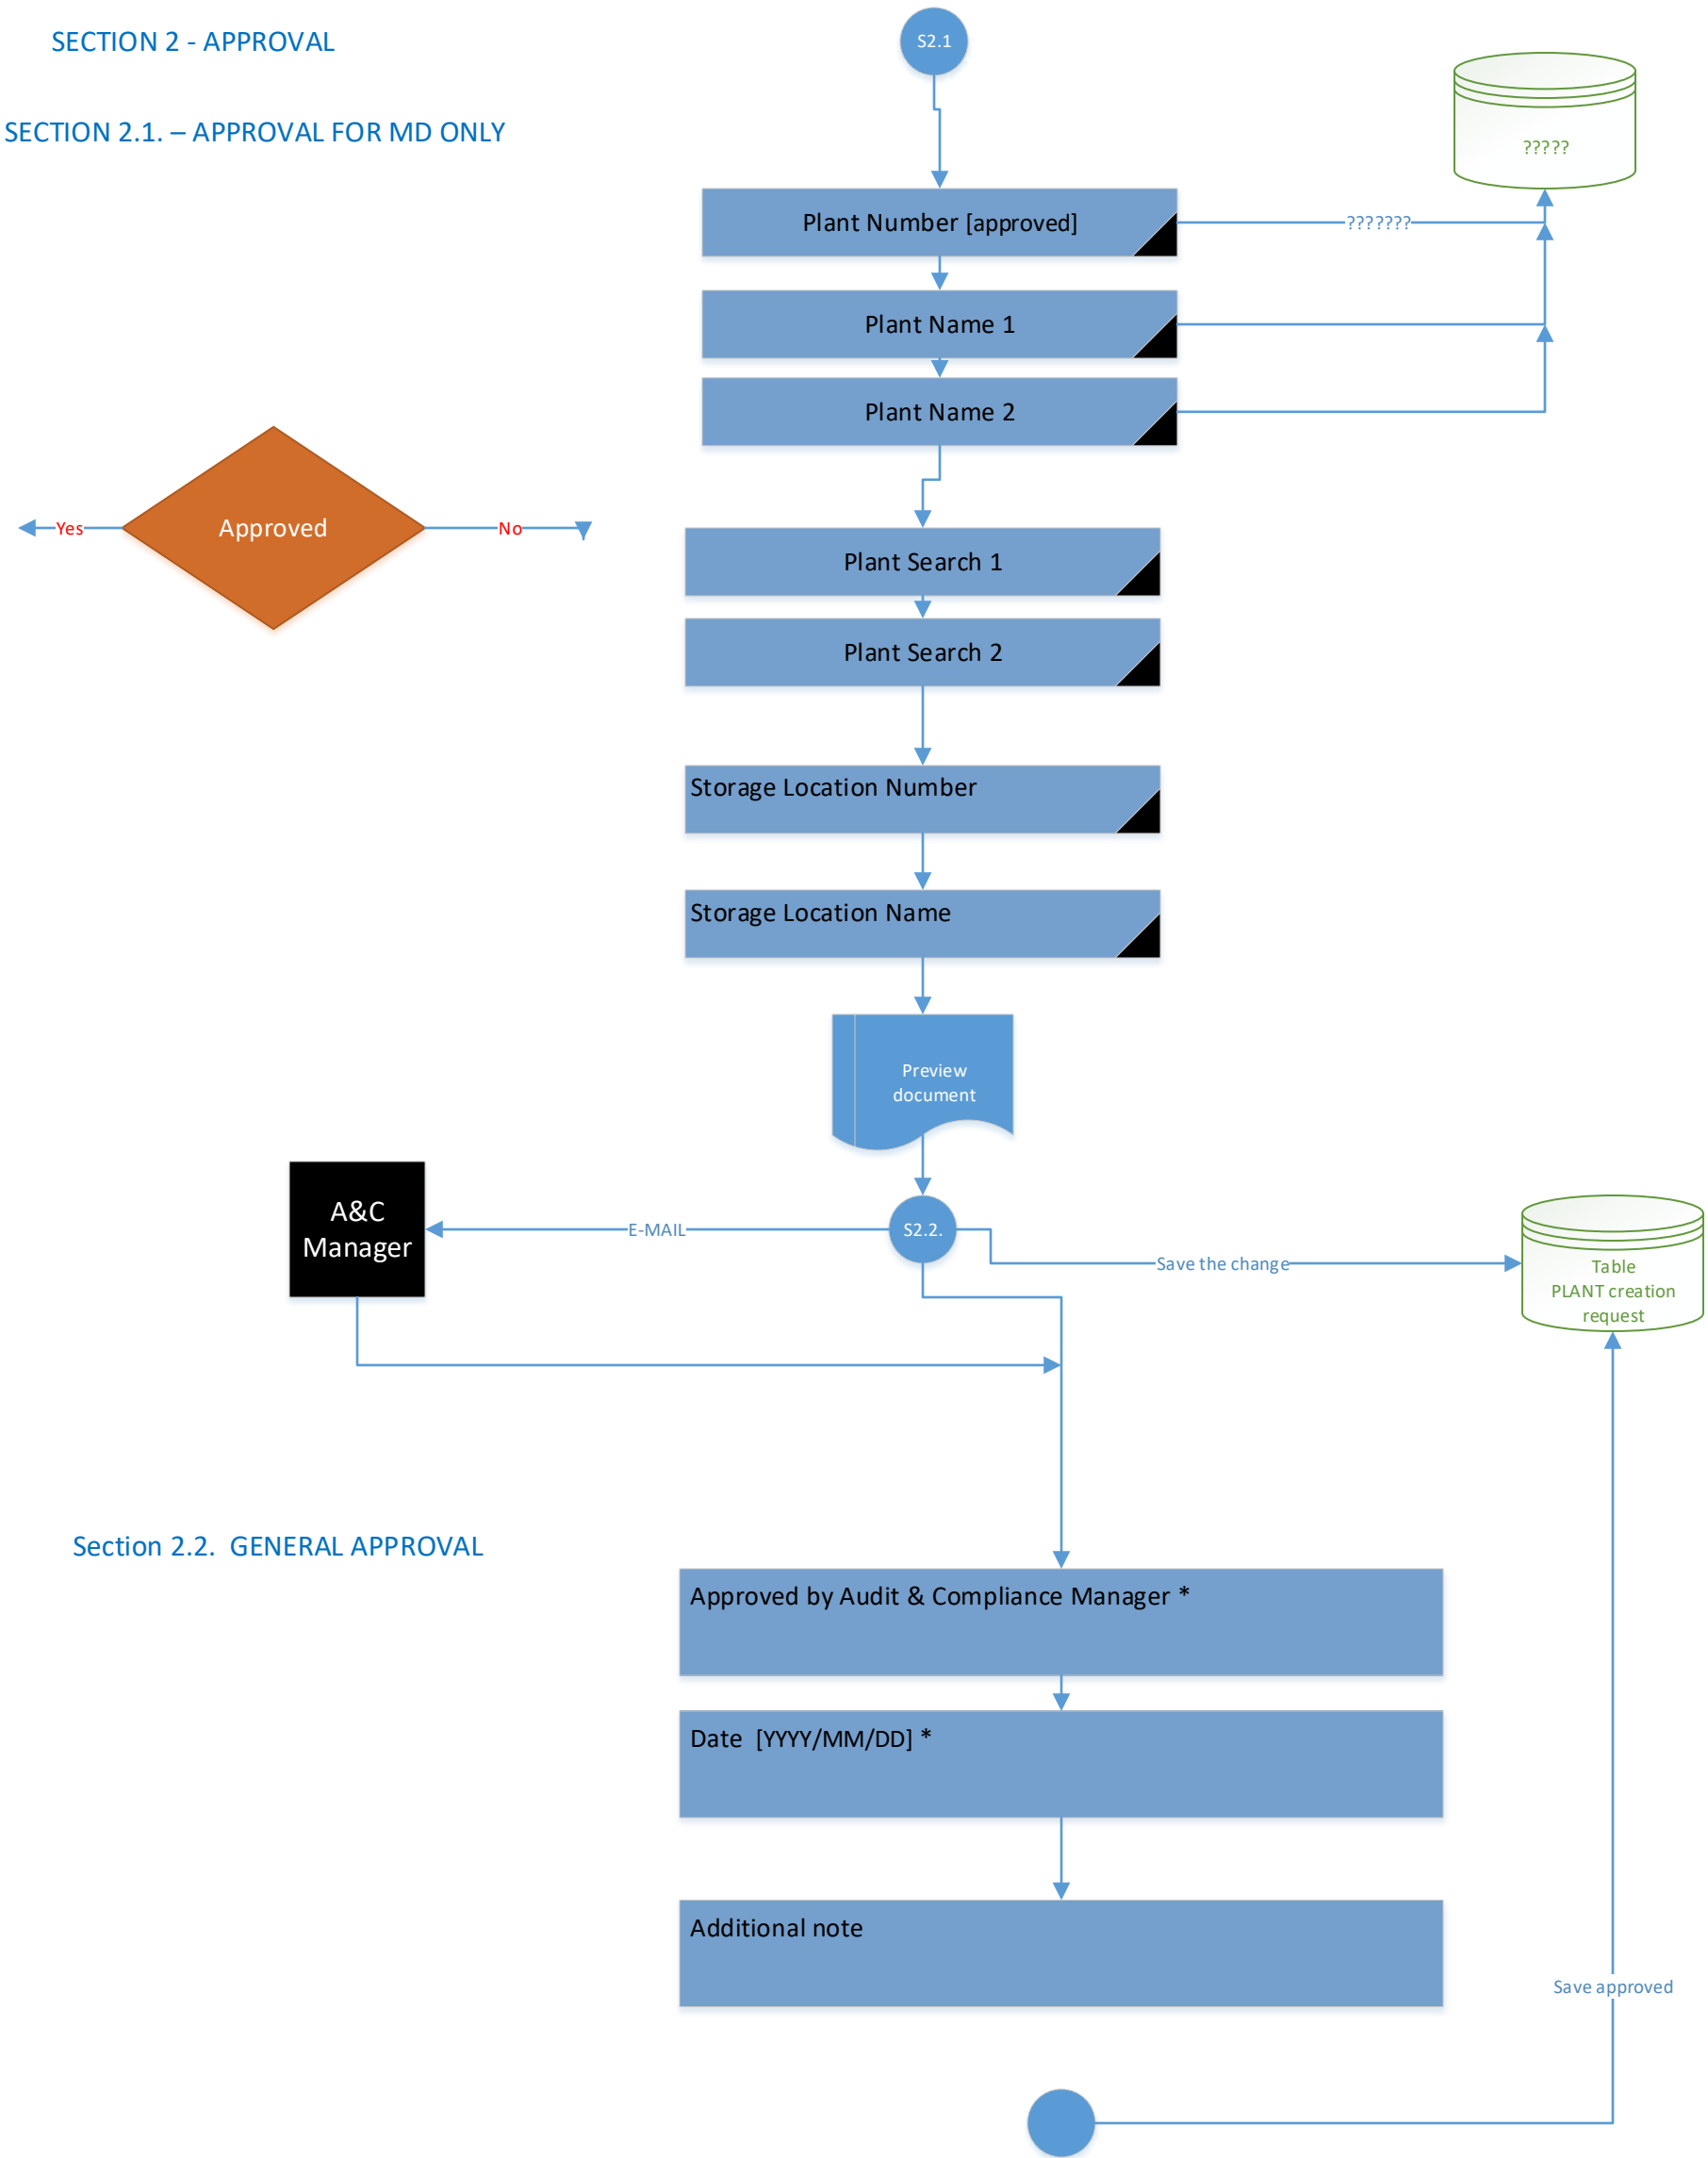 SECTION 2 - APPROVAL
S2.1
SECTION 2.1. – APPROVAL FOR MD ONLY
?????
Plant Number [approved]
???????
Plant Name 1
Plant Name 2
Yes
Approved
No
Plant Search 1
Plant Search 2
Storage Location Number
Storage Location Name
Preview
document
A&C
Manager
E-MAIL
S2.2.
Save the change
Table
PLANT creation
request
Section 2.2.  GENERAL APPROVAL
Approved by Audit & Compliance Manager *
Date  [YYYY/MM/DD] *
Additional note
Save approved